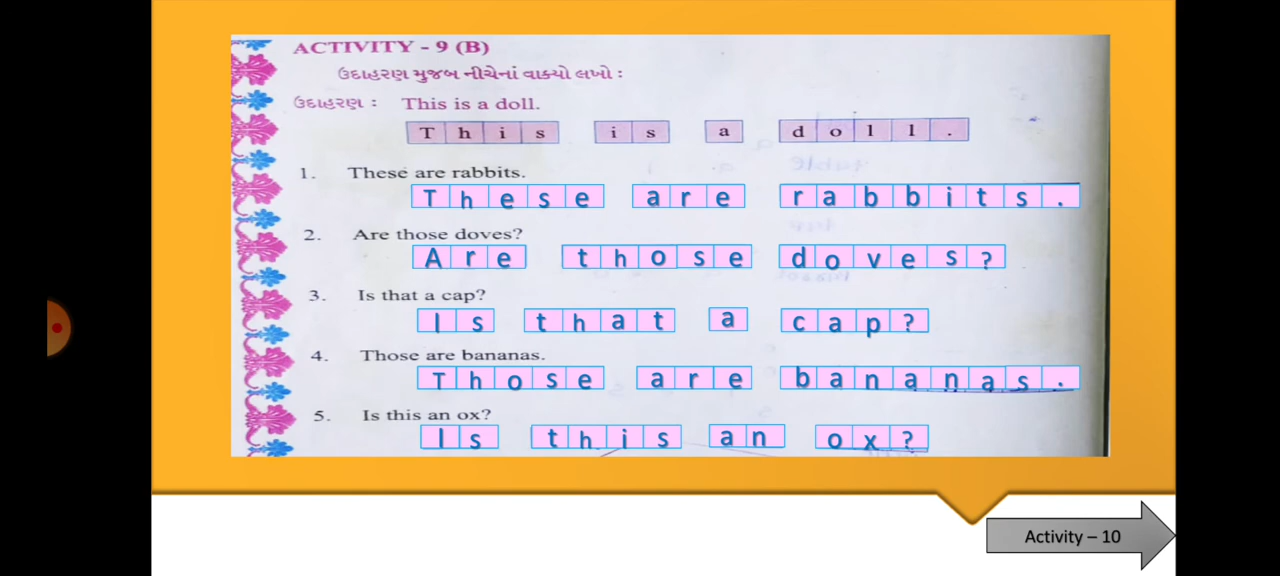 ACTIVITY - 9 (B)
ઉદાહરણ મુજબ નીચેનાં વાક્યો લખો :
ઉદાહરણ : This is a doll.
This is a doll.
1. These are rabbits.
These are rabbits.
2. Are those doves?
Are those doves?
3. Is that a cap?
Is that a cap?
4. Those are bananas.
Those are bananas.
5. Is this an ox?
Is this an ox?
Activity – 10